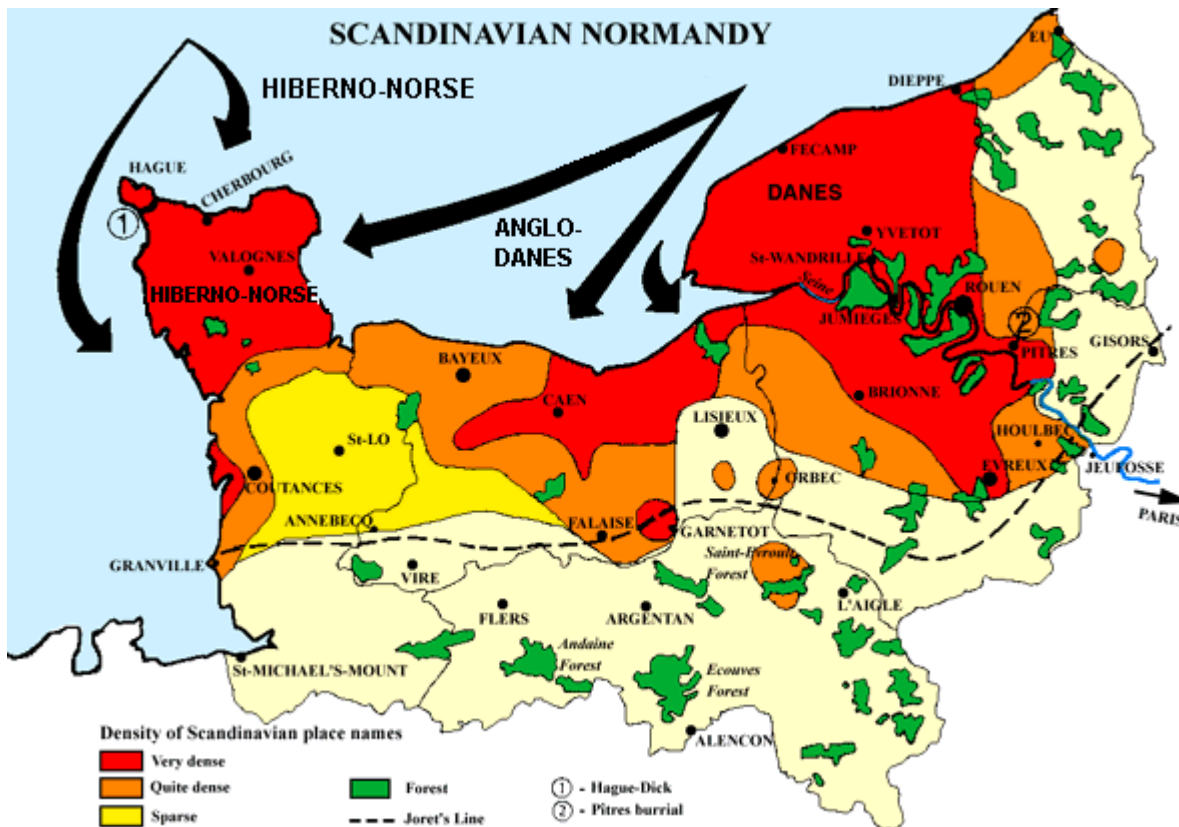 SCANDINAVIAN NORMANDY
HIBERNO-NORSE
EU
DIEPPE
HAGUE
CHERBOURG
FECAMP
DANES
1
ANGLO-
DANES
YVETOT
St-WANDRILLE
VALOGNES
Seine
HIBERNO-NORSE
ROUEN
JUMIEGES
2
PITRES
GISORS
BAYEUX
BRIONNE
CAEN
LISIEUX
St-LO
HOULBEC
EVREUX
JEUFOSSE
COUTANCES
ORBEC
PARIS
ANNEBECQ
FALAISE
GARNETOT
GRANVILLE
VIRE
Saint-Evroult
Forest
L'AIGLE
FLERS
ARGENTAN
Andaine
Forest
St-MICHAEL'S-MOUNT
Ecouves
Forest
ALENCON
Density of Scandinavian place names
Very dense
Quite dense
Sparse
Forest
Joret's Line
1 - Hague-Dick
2 - Pîtres burrial